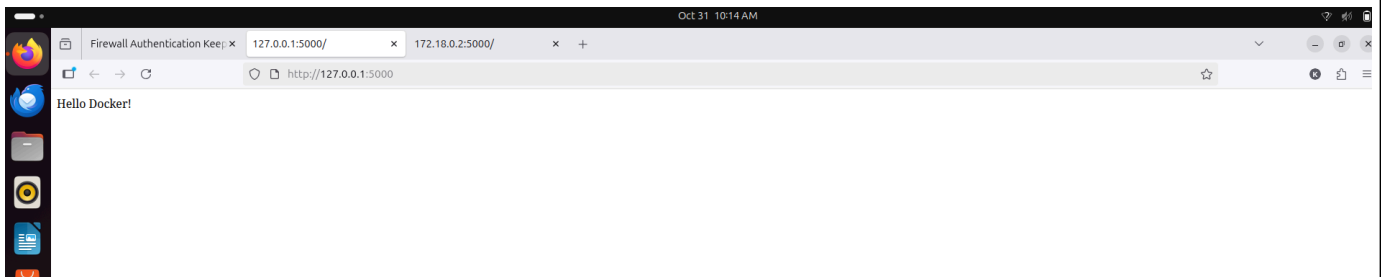 Oct 31 10:14 AM
Firewall Authentication Keep
127.0.0.1:5000/
172.18.0.2:5000/
http://127.0.0.1:5000
K
Hello Docker!